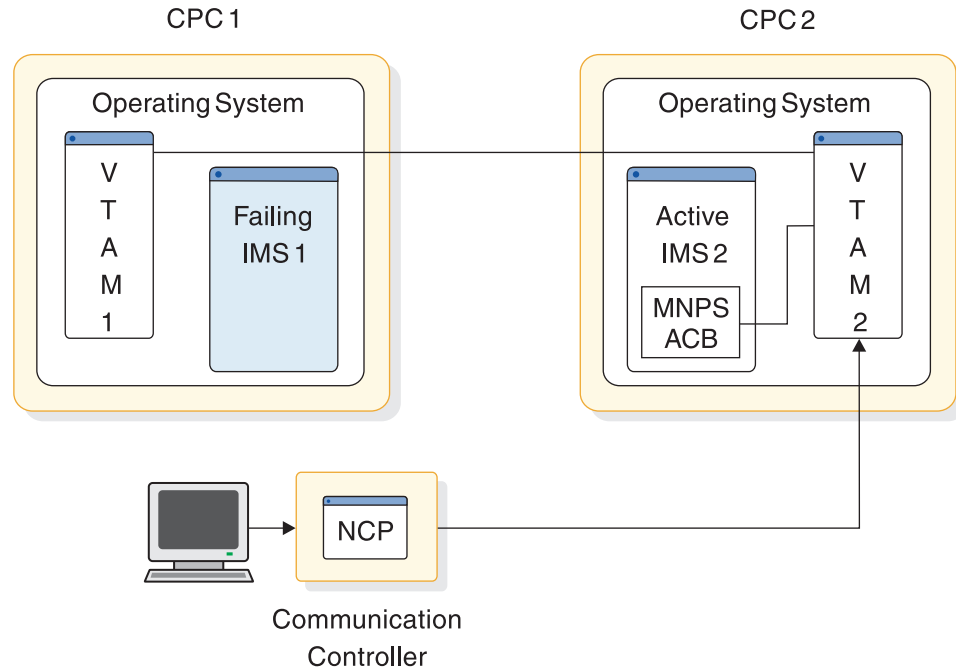 CPC 1
CPC 2
Operating System
Operating System
V
T
A
M
1
Failing
IMS 1
Active
IMS 2
MNPS
ACB
V
T
A
M
2
NCP
Communication
Controller